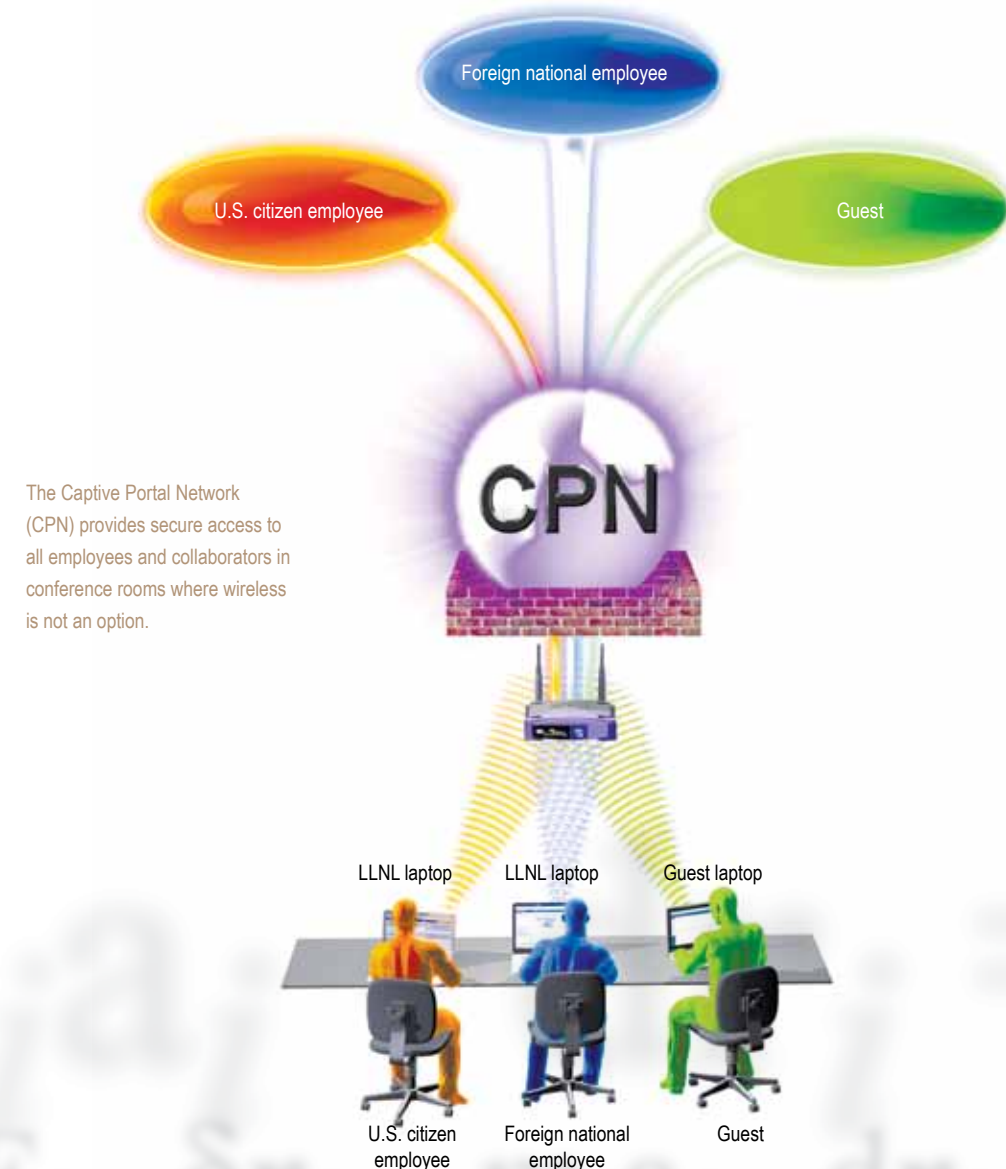 Foreign national employee
U.S. citizen employee
Guest
CPN
The Captive Portal Network
(CPN) provides secure access to
all employees and collaborators in
conference rooms where wireless
is not an option.
LLNL laptop
LLNL laptop
Guest laptop
U.S. citizen
employee
Foreign national
employee
Guest